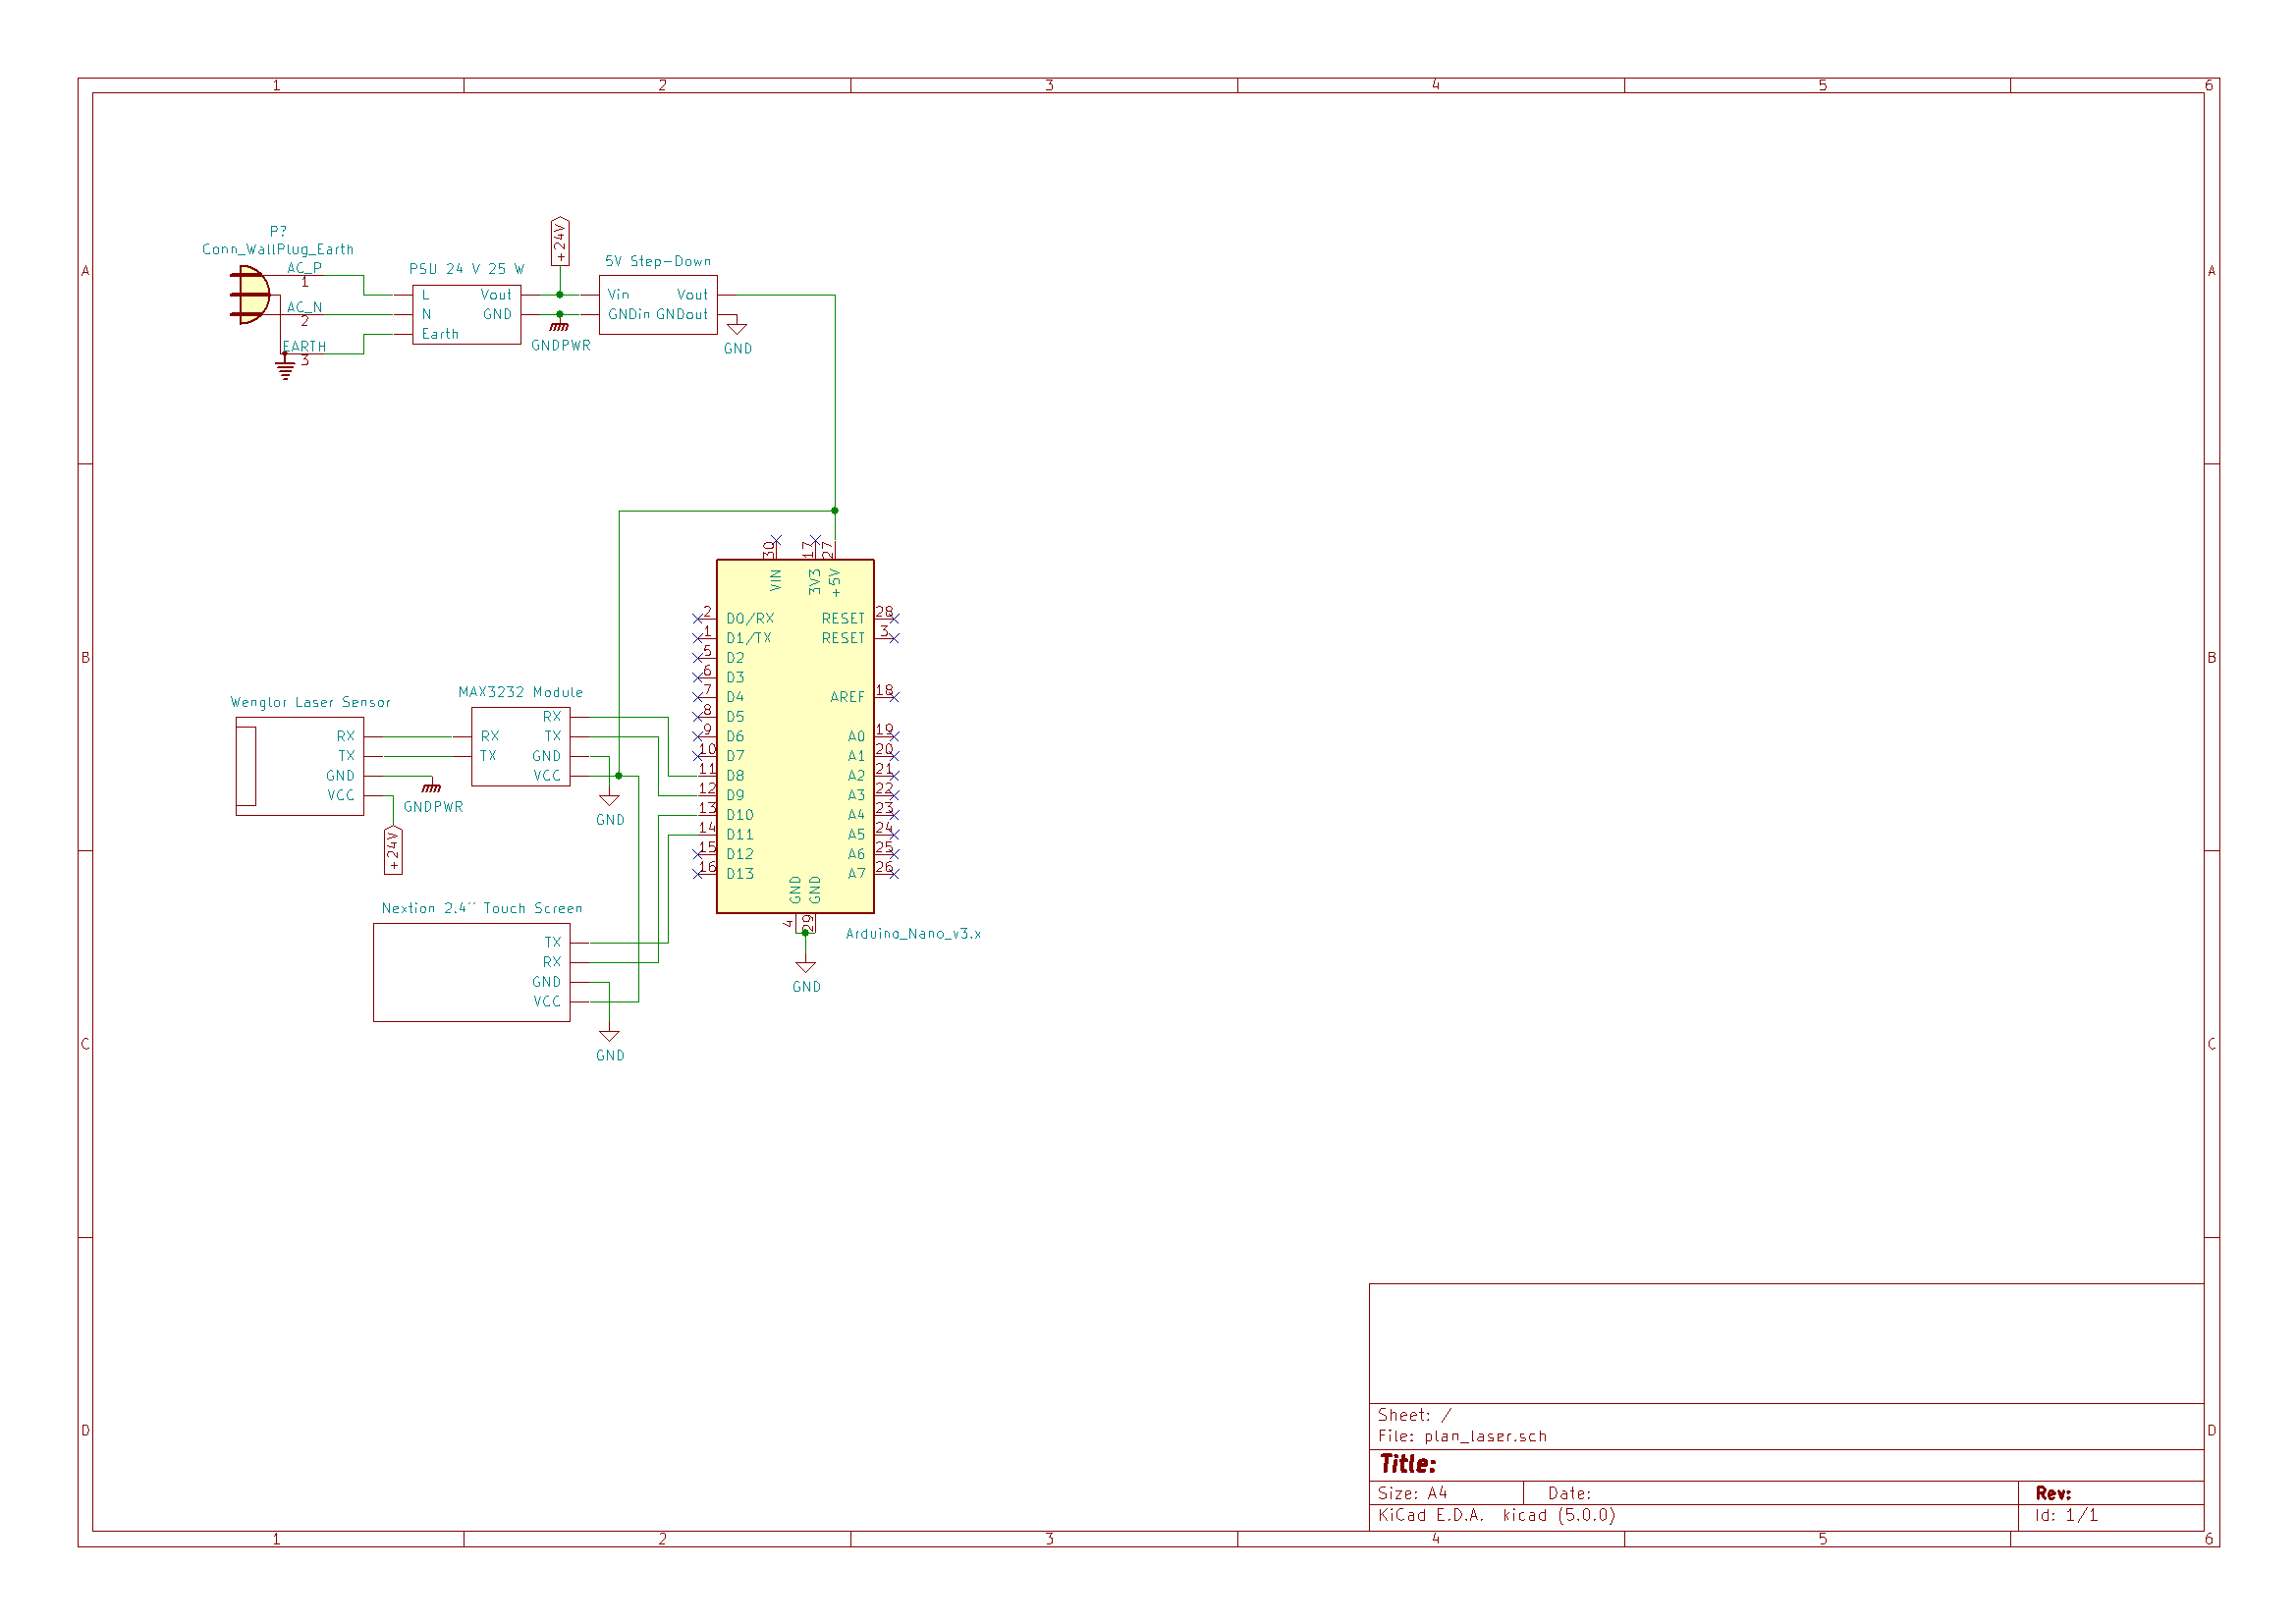 1 2 3 4 5 6
A A
B B
C C
D D
1 2 3 4 5 6
P?
Conn_WallPlug_Earth
AC_P
1
AC_N
2
EARTH
3
PSU 24 V 25 W
L Vout
N GND
Earth
+24V
GNDPWR
5V Step-Down
Vin Vout
GNDin GNDout
GND
30 17 27
VIN 3V3 +5V
2 D0/RX RESET 28
1 D1/TX RESET 3
5 D2
6 D3
7 D4 AREF 18
8 D5
9 D6 A0 19
10 D7 A1 20
11 D8 A2 21
12 D9 A3 22
13 D10 A4 23
14 D11 A5 24
15 D12 A6 25
16 D13 A7 26
GND GND
4 29
Arduino_Nano_v3.x
GND
Wenglor Laser Sensor
RX
TX
GND
VCC
GNDPWR
+24V
MAX3232 Module
RX
RX TX
TX GND
VCC
GND
Nextion 2.4´´ Touch Screen
TX
RX
GND
VCC
GND
Sheet: /
File: plan_laser.sch
Title:
Size: A4 Date: Rev:
KiCad E.D.A. kicad (5.0.0) Id: 1/1